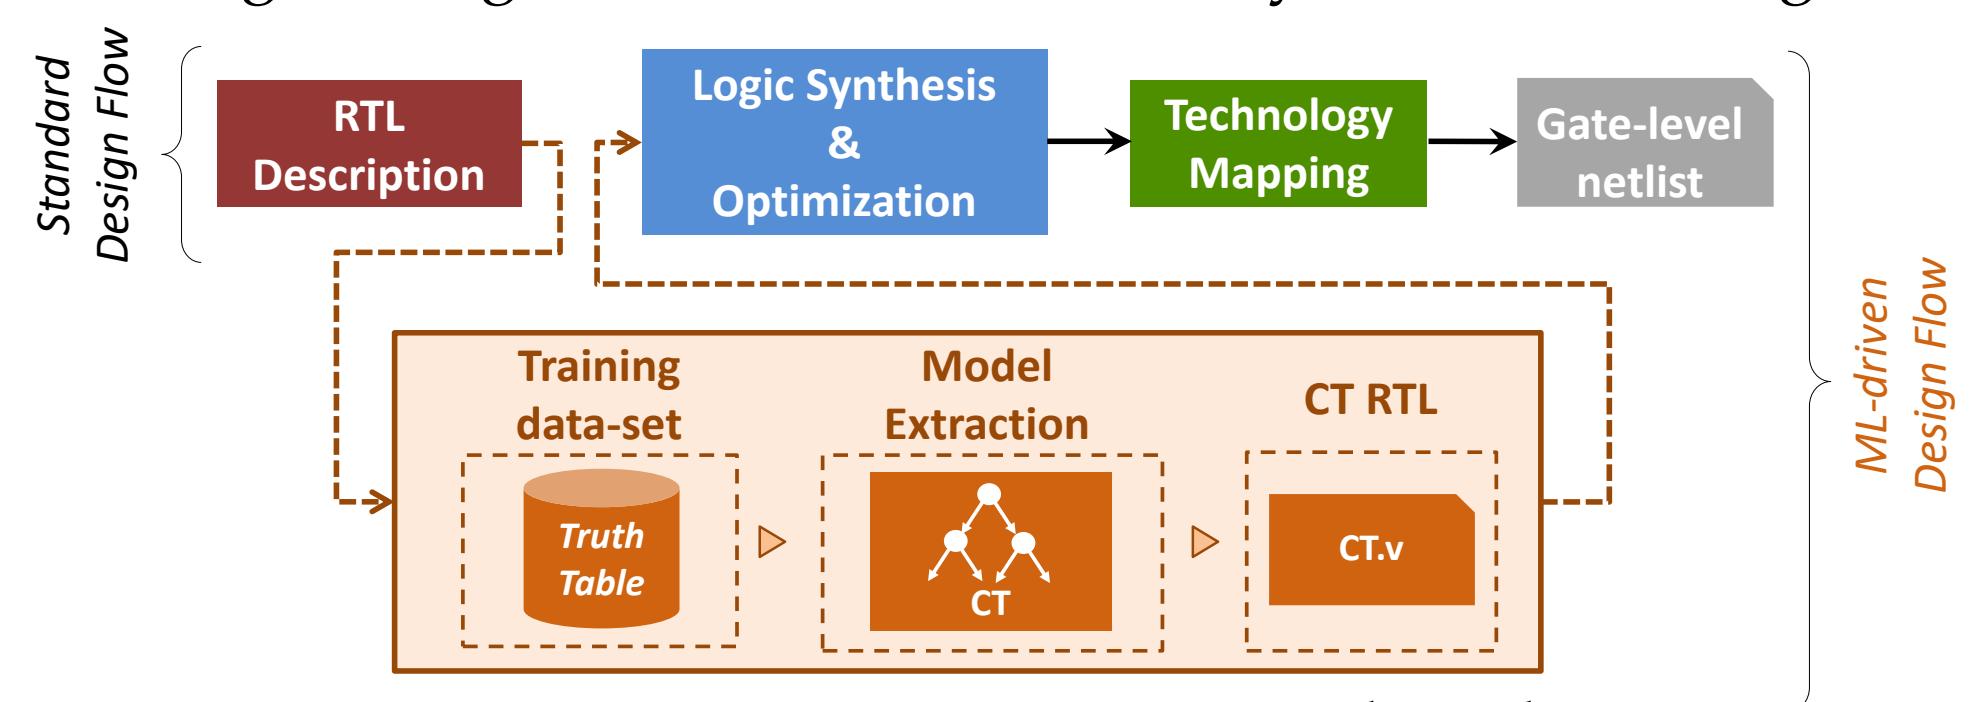 Standard
Design Flow
RTL
Description
Logic Synthesis
&
Optimization
Technology
Mapping
Gate-level
netlist
ML-driven
Design Flow
Training
data-set
Model
Extraction
CT RTL
Truth
Table
CT
CT.v